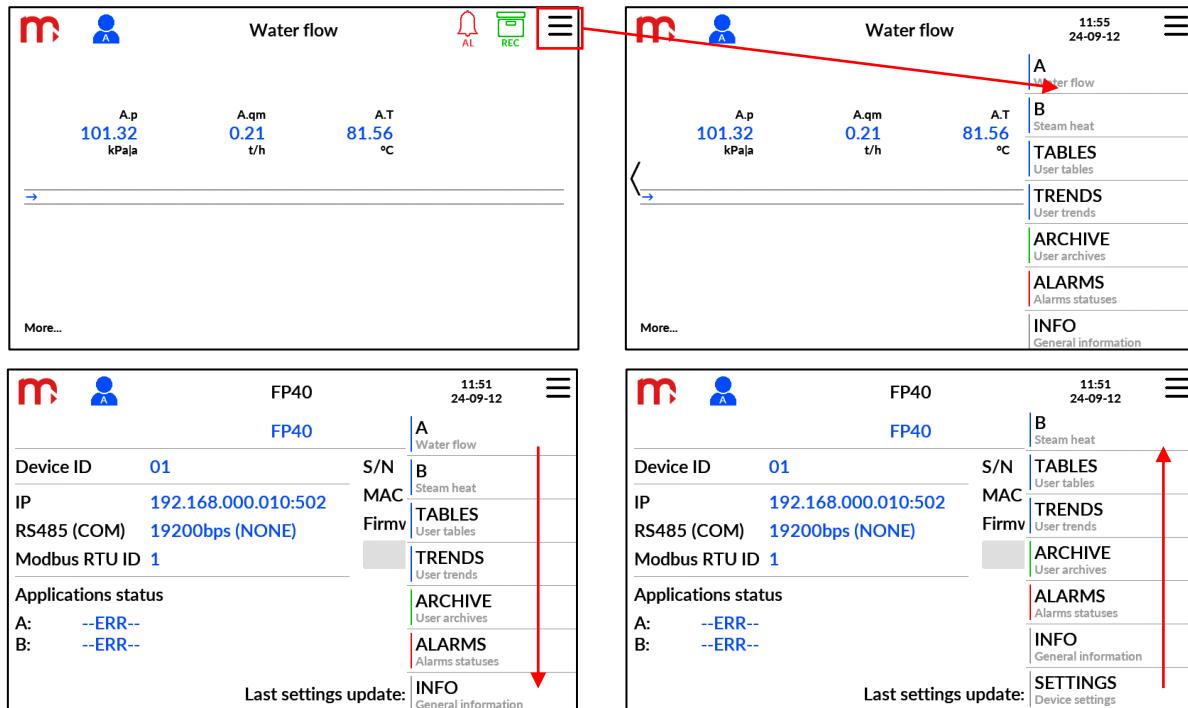 Water flow
AL
REC
A
A.p
A.qm
A.T
101.32
0.21
81.56
kPa|a
t/h
°C
→
More...
Water flow
11:55
24-09-12
A
A.p
A.qm
A.T
101.32
0.21
81.56
kPa|a
t/h
°C
→
More...
A
Water flow
B
Steam heat
TABLES
User tables
TRENDS
User trends
ARCHIVE
User archives
ALARMS
Alarms statuses
INFO
General information
FP40
11:51
24-09-12
A
FP40
Device ID 01 S/N
IP 192.168.000.010:502 MAC
RS485 (COM) 19200bps (NONE) Firmv
Modbus RTU ID 1
Applications status
A: --ERR--
B: --ERR--
Last settings update:
A
Water flow
B
Steam heat
TABLES
User tables
TRENDS
User trends
ARCHIVE
User archives
ALARMS
Alarms statuses
INFO
General information
FP40
11:51
24-09-12
A
FP40
Device ID 01 S/N
IP 192.168.000.010:502 MAC
RS485 (COM) 19200bps (NONE) Firmv
Modbus RTU ID 1
Applications status
A: --ERR--
B: --ERR--
Last settings update:
B
Steam heat
TABLES
User tables
TRENDS
User trends
ARCHIVE
User archives
ALARMS
Alarms statuses
INFO
General information
SETTINGS
Device settings